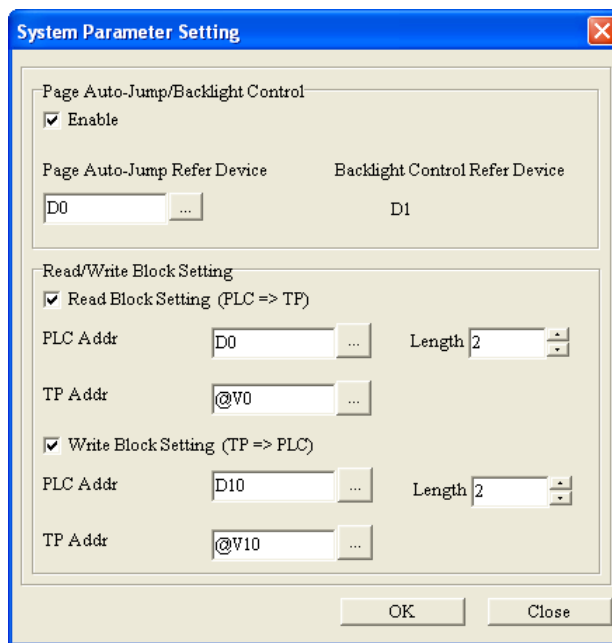 System Parameter Setting
Page Auto-Jump/Backlight Control
Enable
Page Auto-Jump Refer Device Backlight Control Refer Device
D0 ... D1
Read/Write Block Setting
Read Block Setting (PLC => TP)
PLC Addr D0 ... Length 2
TP Addr @V0 ...
Write Block Setting (TP => PLC)
PLC Addr D10 ... Length 2
TP Addr @V10 ...
OK Close